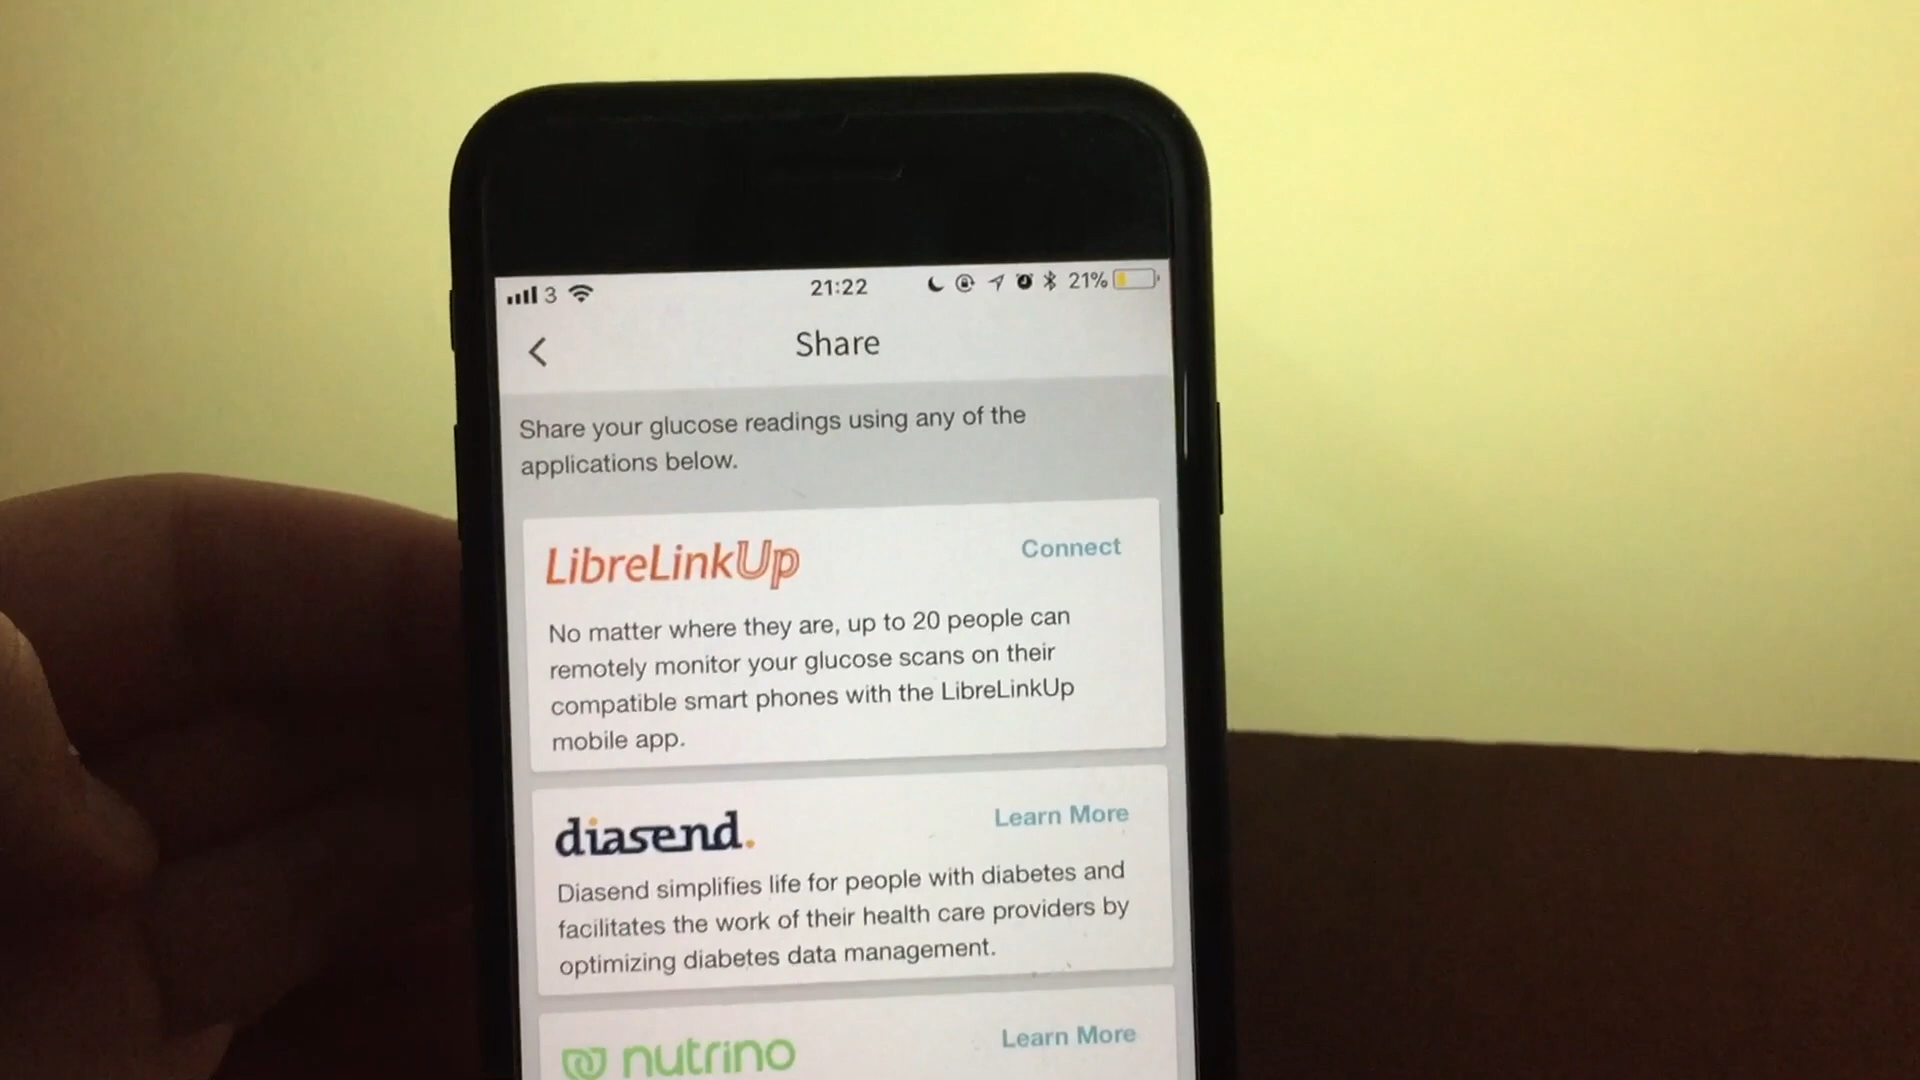 3 21:22 21%
Share
Share your glucose readings using any of the
applications below.
LibreLinkUp Connect
No matter where they are, up to 20 people can
remotely monitor your glucose scans on their
compatible smart phones with the LibreLinkUp
mobile app.
diasend. Learn More
Diasend simplifies life for people with diabetes and
facilitates the work of their health care providers by
optimizing diabetes data management.
nutrino Learn More